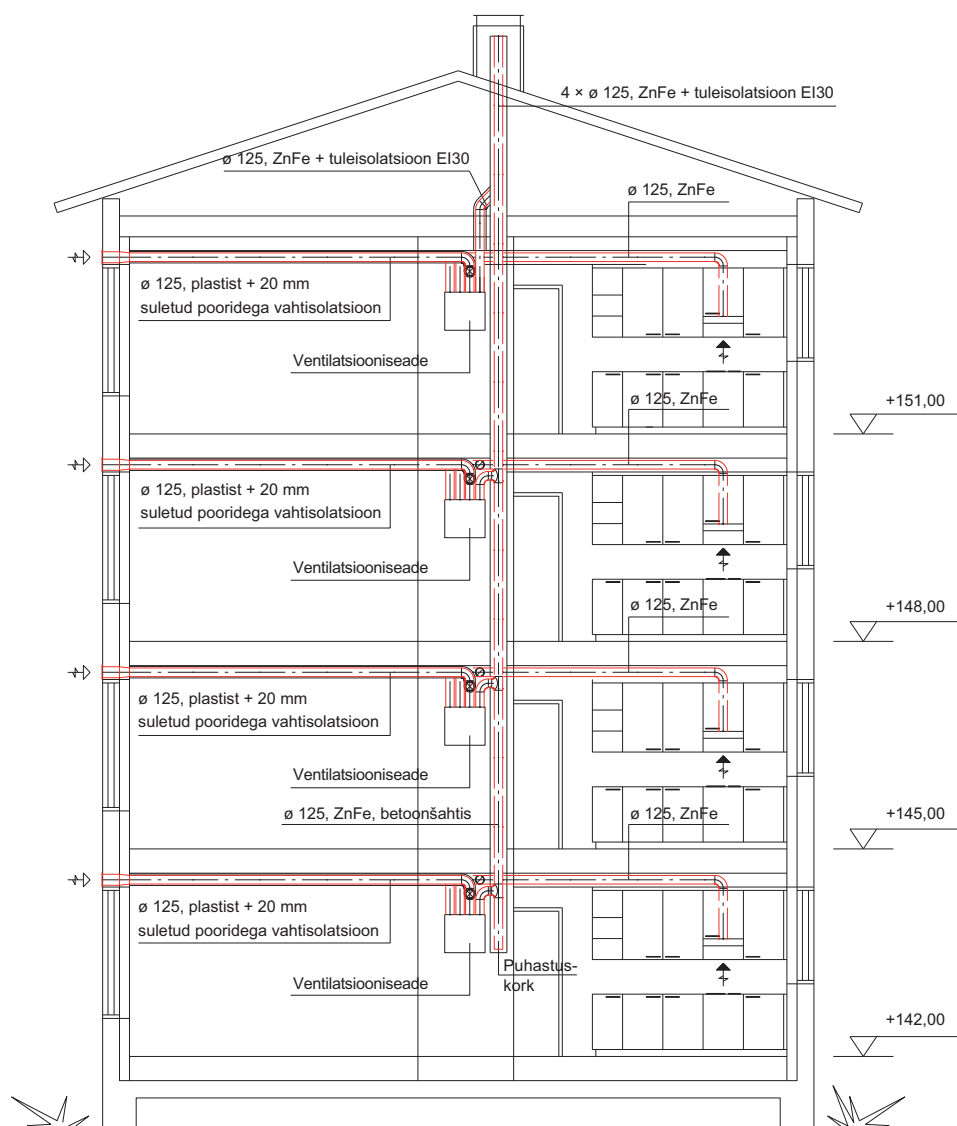 4 × ø 125, ZnFe + tuleisolatsioon EI30
ø 125, ZnFe + tuleisolatsioon EI30
ø 125, ZnFe
ø 125, plastist + 20 mm
suletud pooridega vahtisolatsioon
Ventilatsiooniseade
ø 125, ZnFe
+151,00
ø 125, plastist + 20 mm
suletud pooridega vahtisolatsioon
Ventilatsiooniseade
ø 125, ZnFe
+148,00
ø 125, plastist + 20 mm
suletud pooridega vahtisolatsioon
Ventilatsiooniseade
ø 125, ZnFe, betoonšahtis
ø 125, ZnFe
+145,00
ø 125, plastist + 20 mm
suletud pooridega vahtisolatsioon
Ventilatsiooniseade
Puhastus-
kork
+142,00